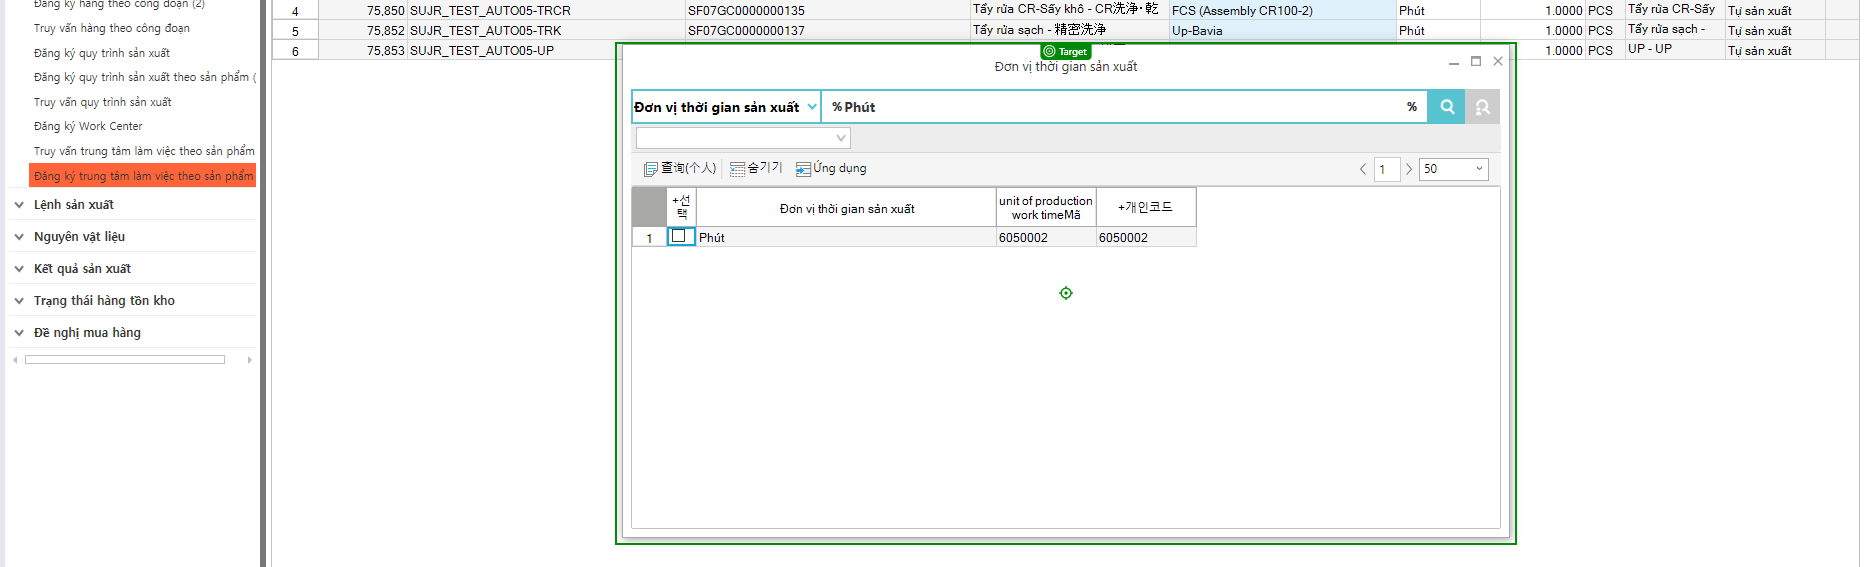 Đăng ký hàng theo công đoạn (2)
Truy vấn hàng theo công đoạn
Đăng ký quy trình sản xuất
Đăng ký quy trình sản xuất theo sản phẩm (
Truy vấn quy trình sản xuất
Đăng ký Work Center
Truy vấn trung tâm làm việc theo sản phẩm
Đăng ký trung tâm làm việc theo sản phẩm
Lệnh sản xuất
Nguyên vật liệu
Kết quả sản xuất
Trạng thái hàng tồn kho
Đề nghị mua hàng
4 75,850 SUJR_TEST_AUTO05-TRCR SF07GC0000000135 Tẩy rửa CR-Sấy khô - CR洗浄・乾 FCS (Assembly CR100-2) Phút 1.0000 PCS Tẩy rửa CR-Sấy Tự sản xuất
5 75,852 SUJR_TEST_AUTO05-TRK SF07GC0000000137 Tẩy rửa sạch - 精密洗浄 Up-Bavia Phút 1.0000 PCS Tẩy rửa sạch - Tự sản xuất
6 75,853 SUJR_TEST_AUTO05-UP 1.0000 PCS UP - UP Tự sản xuất
Target
Đơn vị thời gian sản xuất
Đơn vị thời gian sản xuất % Phút %
查询(个人) 숨기기 Ứng dụng 1 50
+선택 Đơn vị thời gian sản xuất unit of production work timeMã +개인코드
1 Phút 6050002 6050002